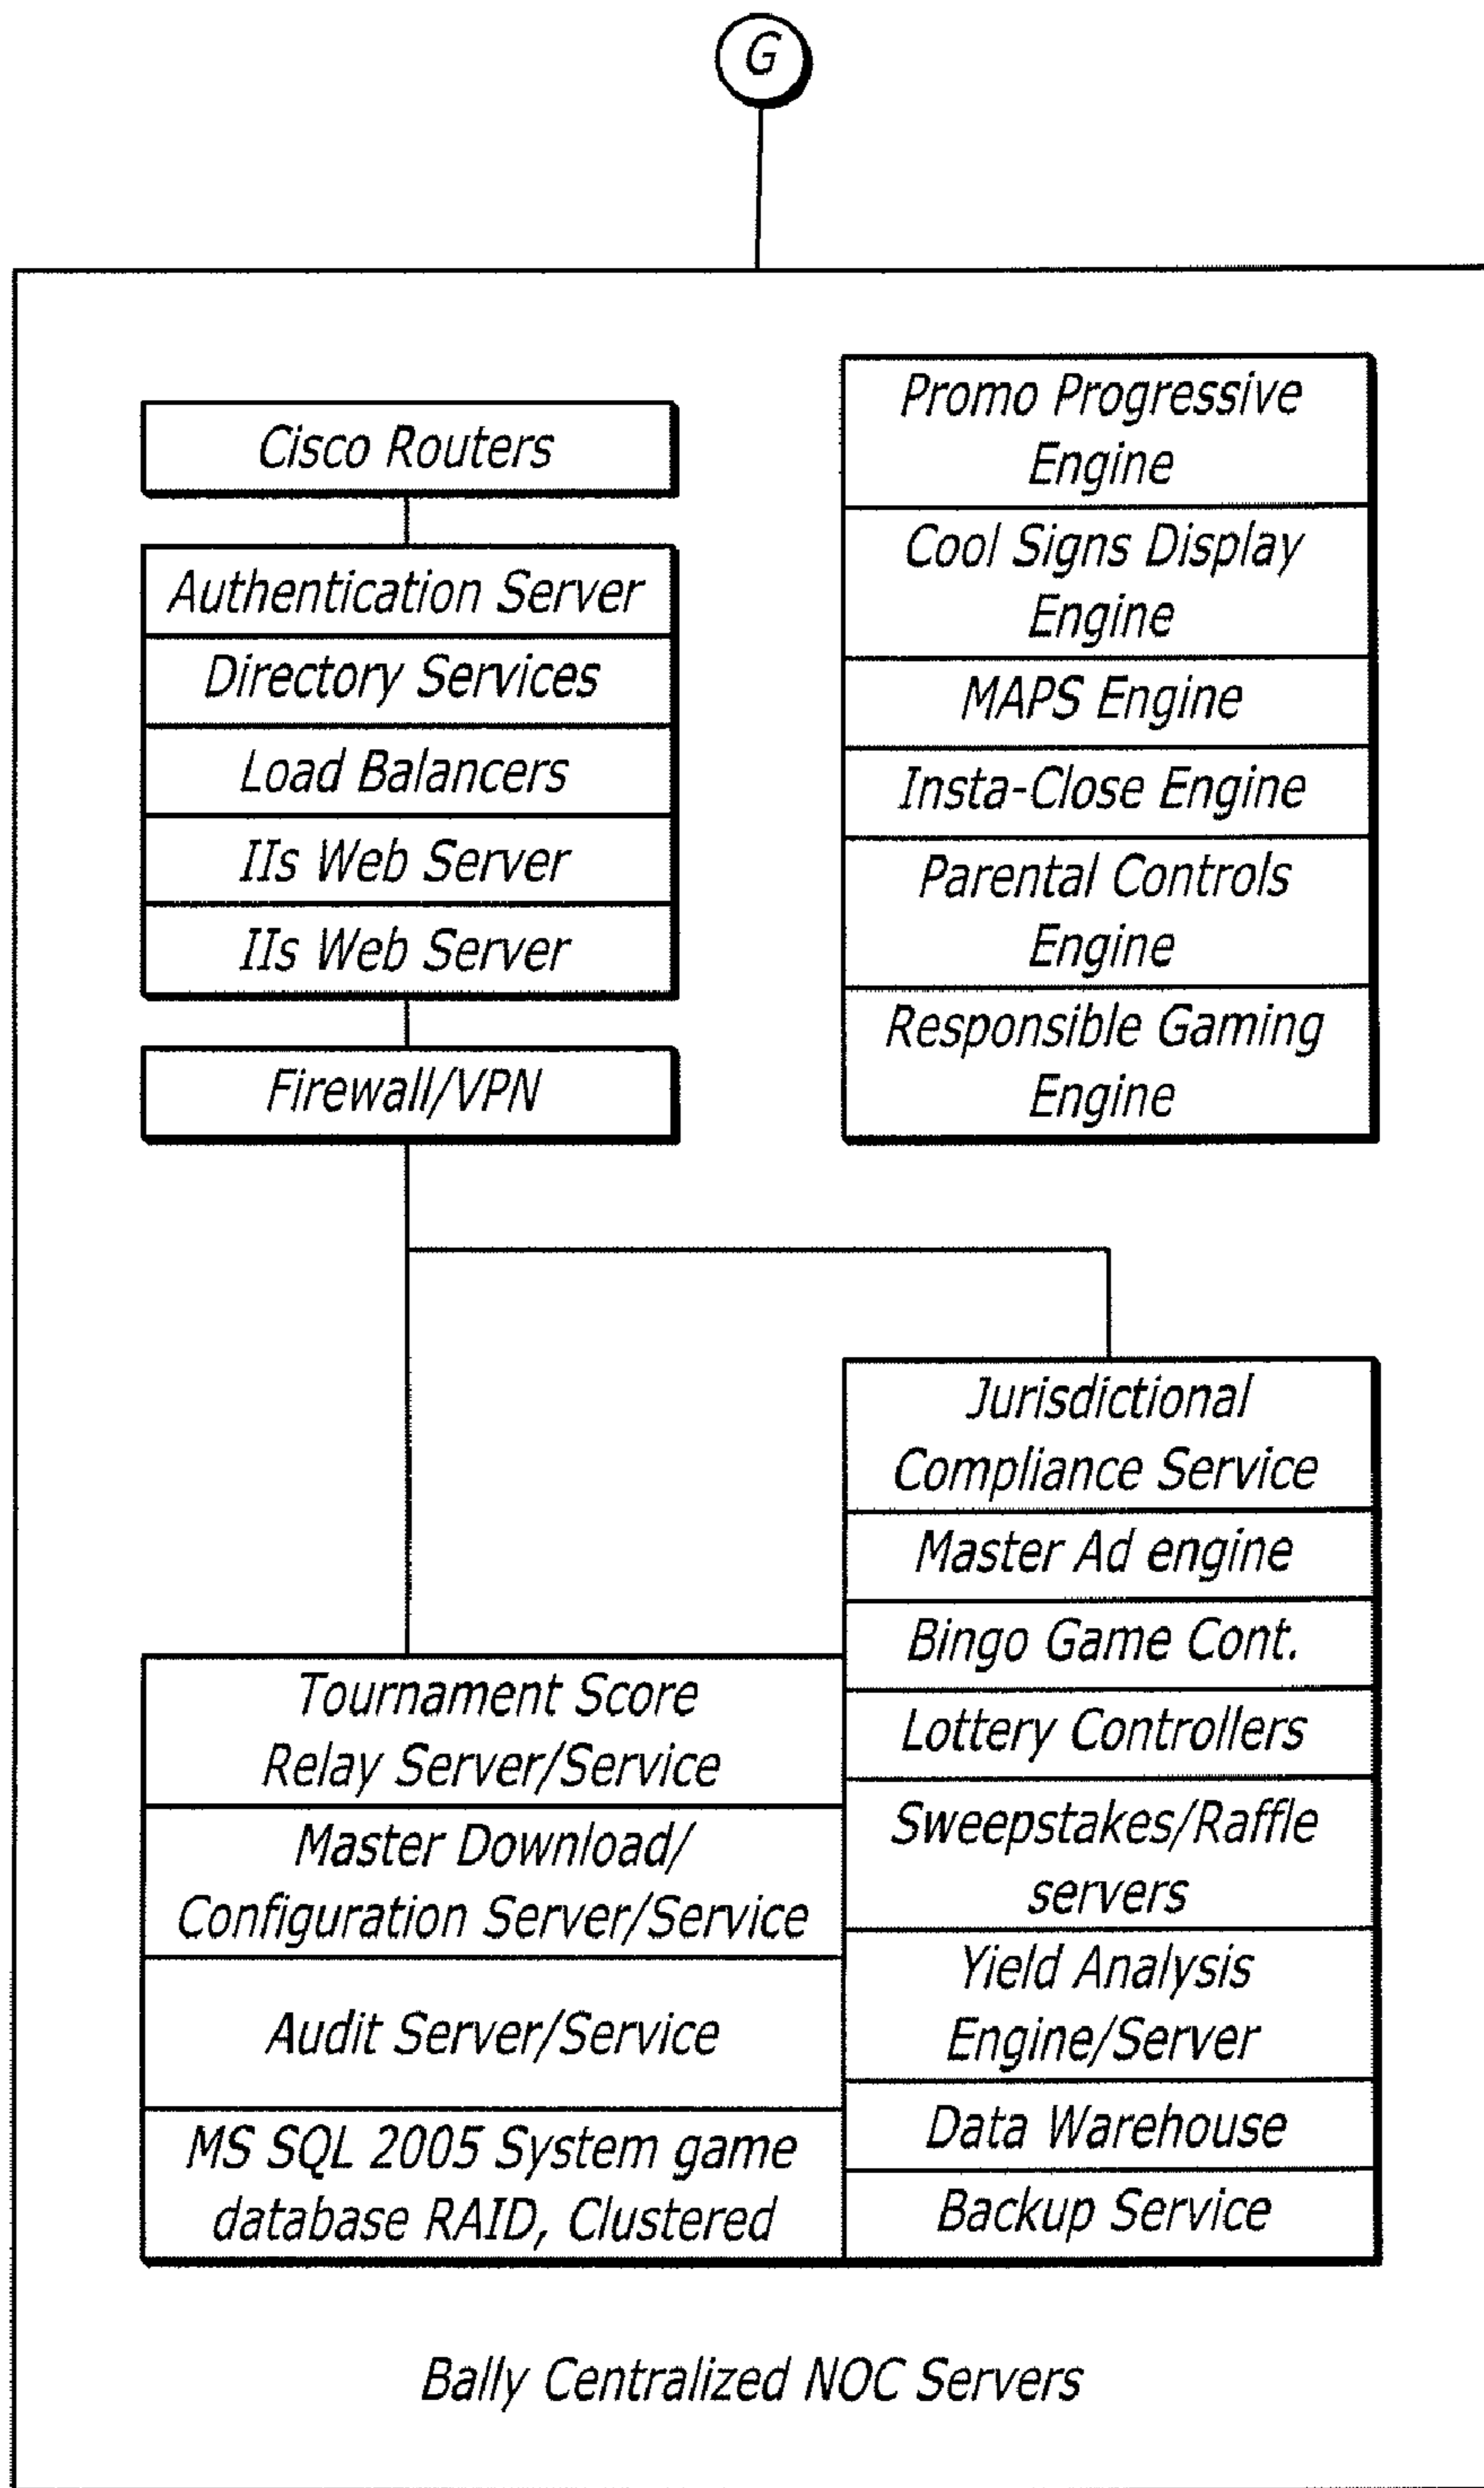 G
Cisco Routers
Authentication Server
Directory Services
Load Balancers
IIs Web Server
IIs Web Server
Firewall/VPN
Promo Progressive
Engine
Cool Signs Display
Engine
MAPS Engine
Insta-Close Engine
Parental Controls
Engine
Responsible Gaming
Engine
Tournament Score
Relay Server/Service
Master Download/
Configuration Server/Service
Audit Server/Service
MS SQL 2005 System game
database RAID, Clustered
Jurisdictional
Compliance Service
Master Ad engine
Bingo Game Cont.
Lottery Controllers
Sweepstakes/Raffle
servers
Yield Analysis
Engine/Server
Data Warehouse
Backup Service
Bally Centralized NOC Servers